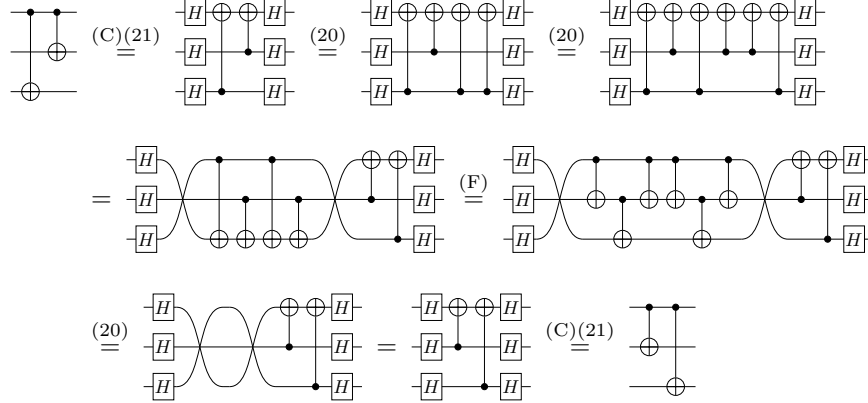 (C)(21) = H H H H H H (20) = H H H H H H (20) = H H H H H H
= H H H H H H (F) = H H H H H H
(20) = H H H H H H = H H H H H H (C)(21) =